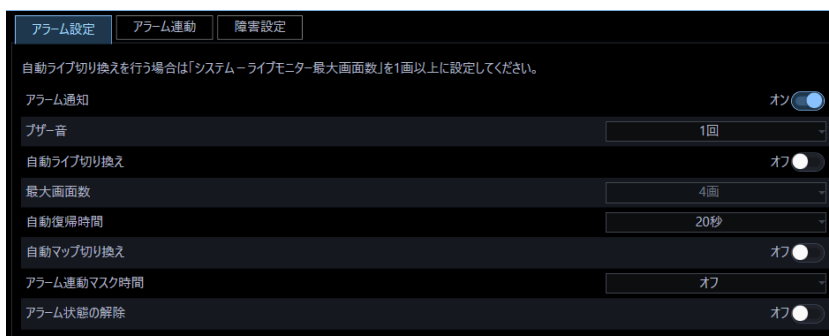 アラーム設定 アラーム連動 障害設定
自動ライブ切り換えを行う場合は「システム－ライブモニター最大画面数」を1画以上に設定してください。
アラーム通知 オン
ブザー音 1回
自動ライブ切り換え オフ
最大画面数 4画
自動復帰時間 20秒
自動マップ切り換え オフ
アラーム連動マスク時間 オフ
アラーム状態の解除 オフ